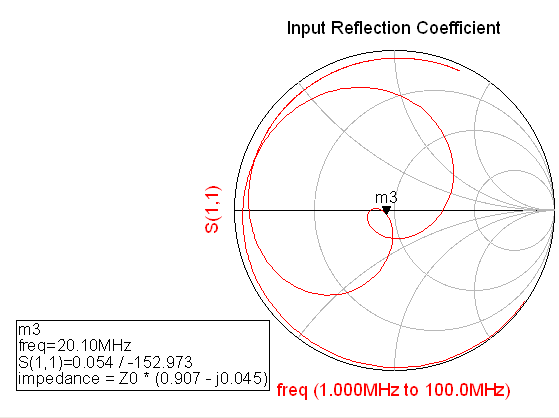 Input Reflection Coefficient
m3
S(1,1)
m3
freq=20.10MHz
S(1,1)=0.054 / -152.973
impedance = Z0 * (0.907 - j0.045)
freq (1.000MHz to 100.0MHz)